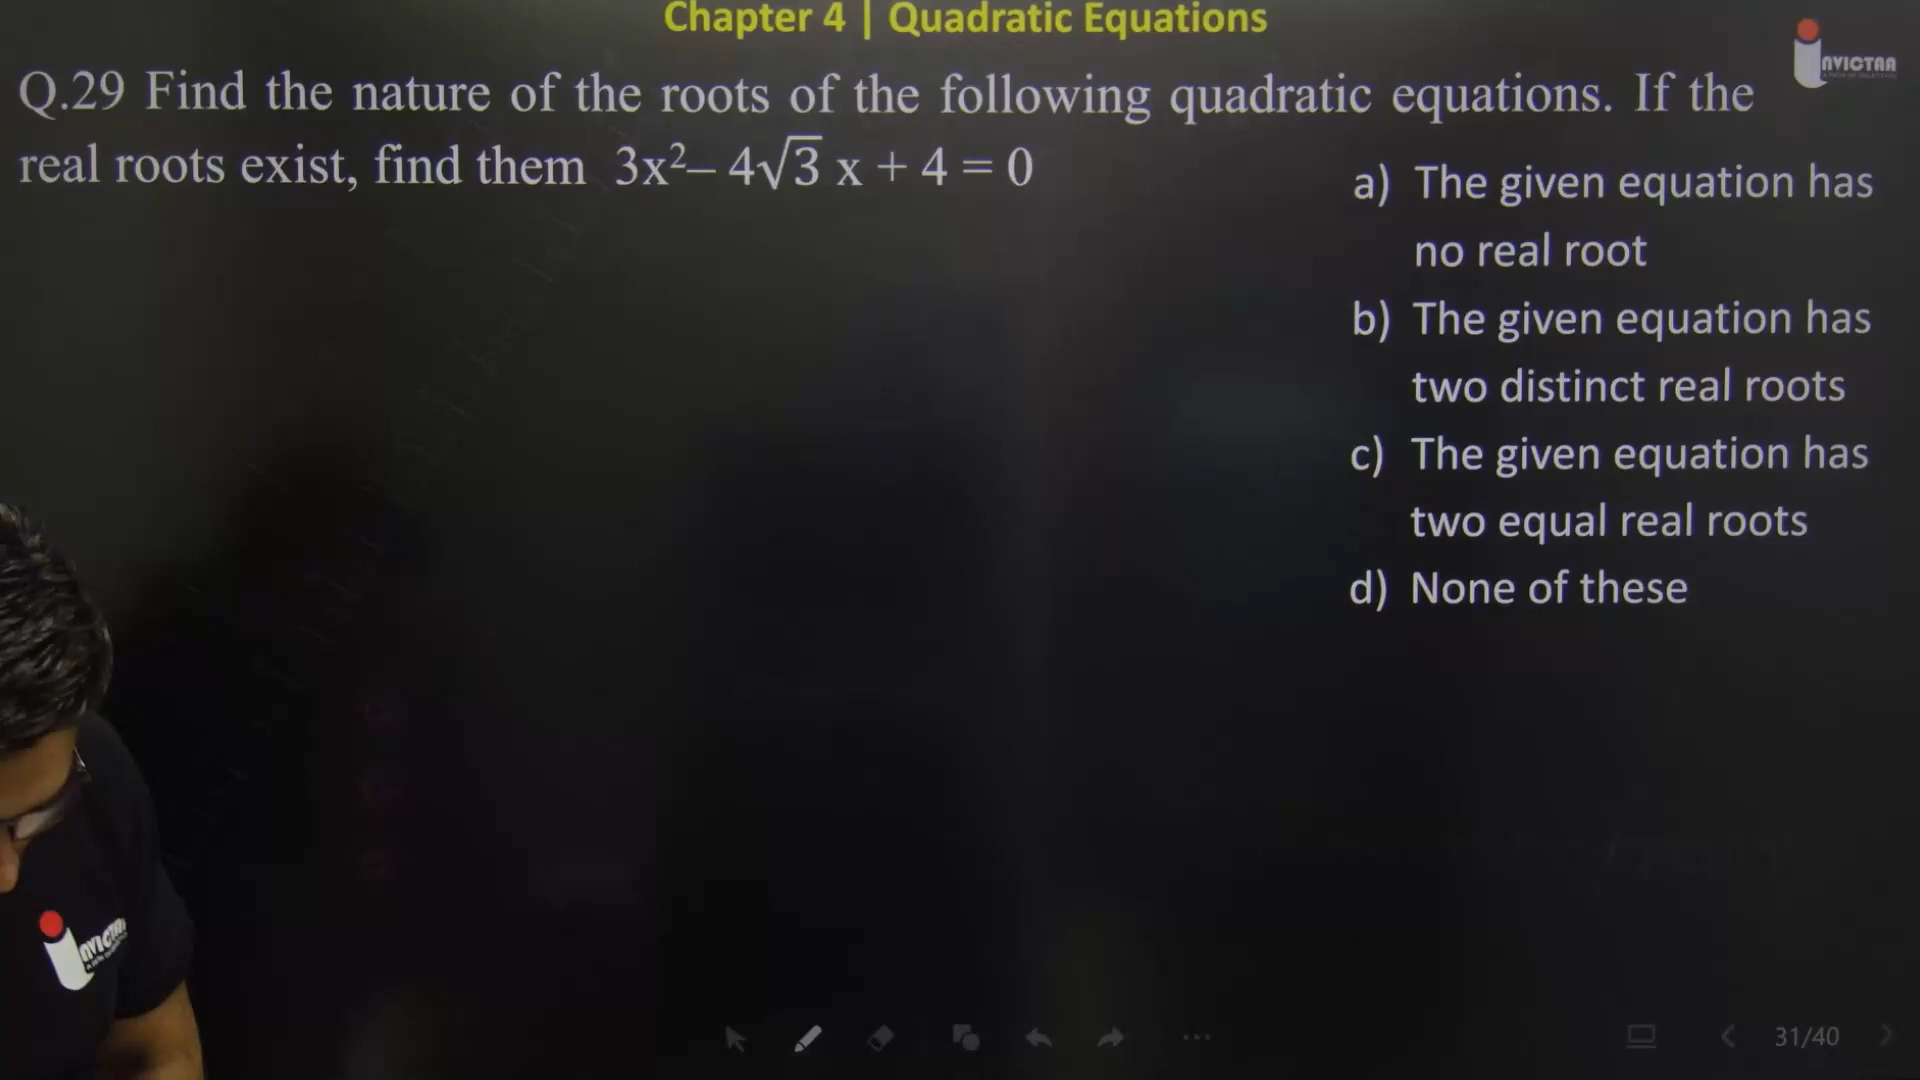 Chapter 4 | Quadratic Equations
NVICTAA
Q.29 Find the nature of the roots of the following quadratic equations. If the
real roots exist, find them 3x²– 4√3 x + 4 = 0
a) The given equation has
no real root
b) The given equation has
two distinct real roots
c) The given equation has
two equal real roots
d) None of these
31/40